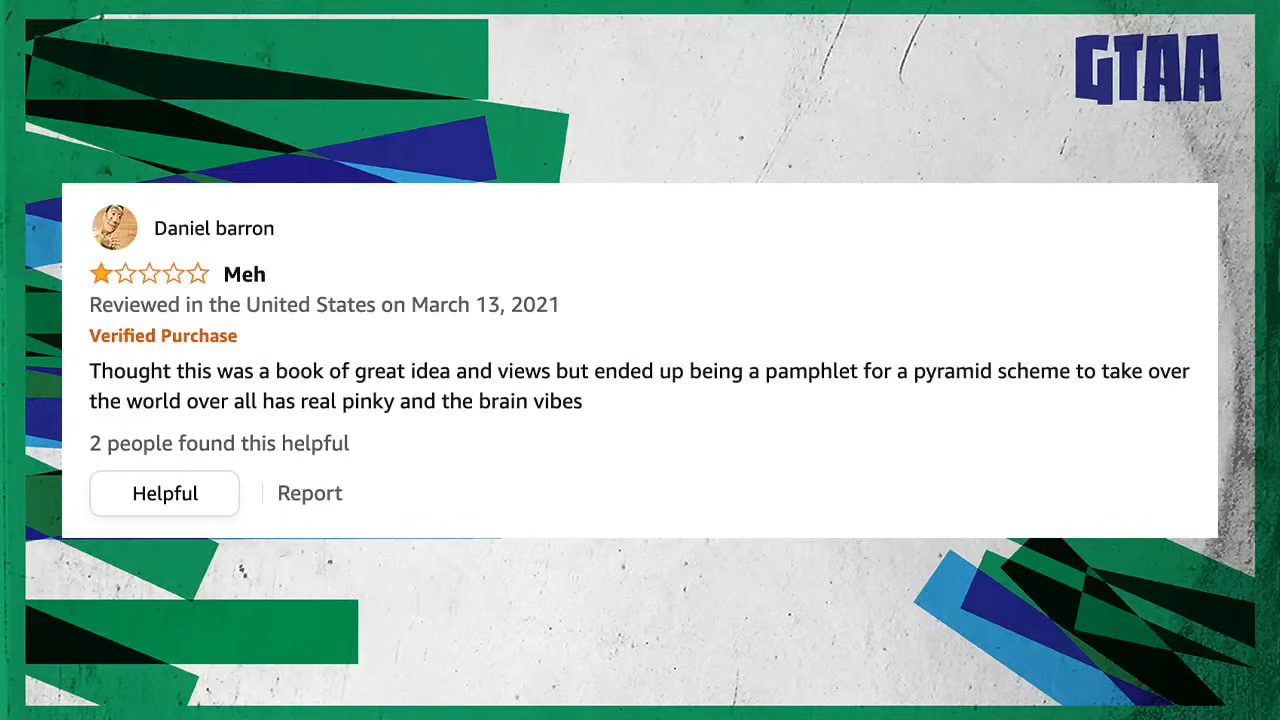 GTAA
Daniel barron
Meh
Reviewed in the United States on March 13, 2021
Verified Purchase
Thought this was a book of great idea and views but ended up being a pamphlet for a pyramid scheme to take over
the world over all has real pinky and the brain vibes
2 people found this helpful
Helpful
Report